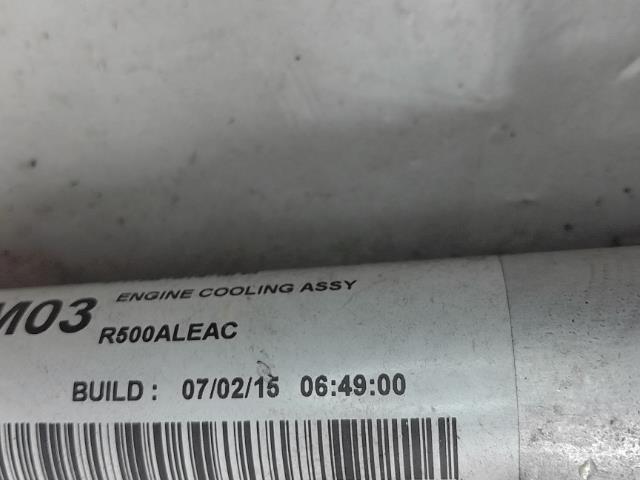 ENGINE COOLING ASSY
M03 R500ALEAC
BUILD : 07/02/15 06:49:00